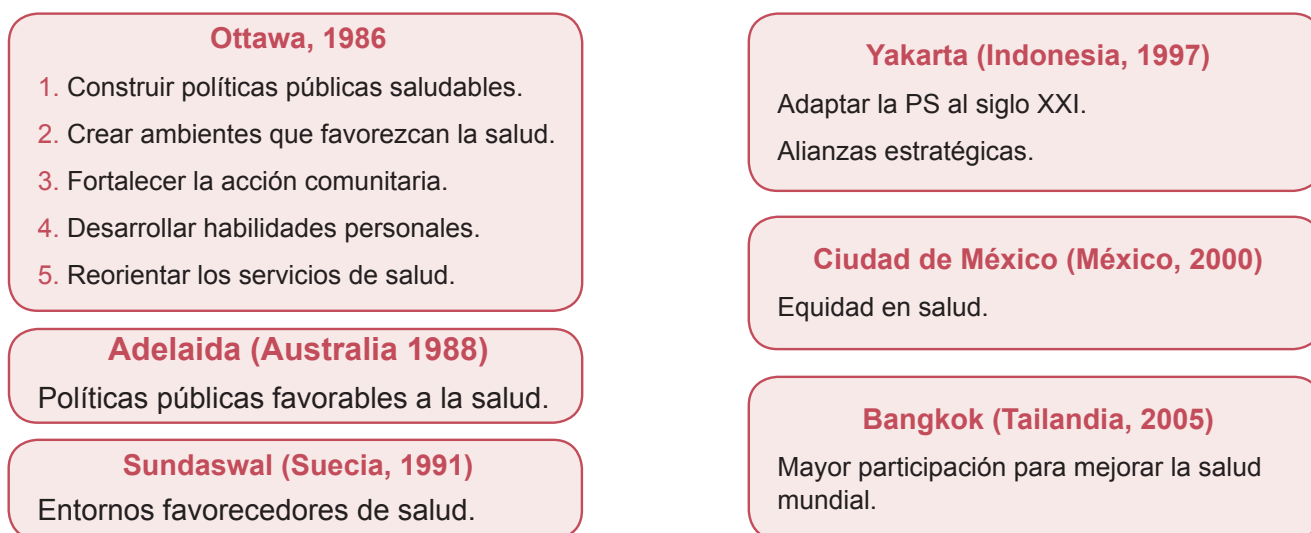 Ottawa, 1986
1. Construir políticas públicas saludables.
2. Crear ambientes que favorezcan la salud.
3. Fortalecer la acción comunitaria.
4. Desarrollar habilidades personales.
5. Reorientar los servicios de salud.
Adelaida (Australia 1988)
Políticas públicas favorables a la salud.
Sundaswal (Suecia, 1991)
Entornos favorecedores de salud.
Yakarta (Indonesia, 1997)
Adaptar la PS al siglo XXI.
Alianzas estratégicas.
Ciudad de México (México, 2000)
Equidad en salud.
Bangkok (Tailandia, 2005)
Mayor participación para mejorar la salud
mundial.